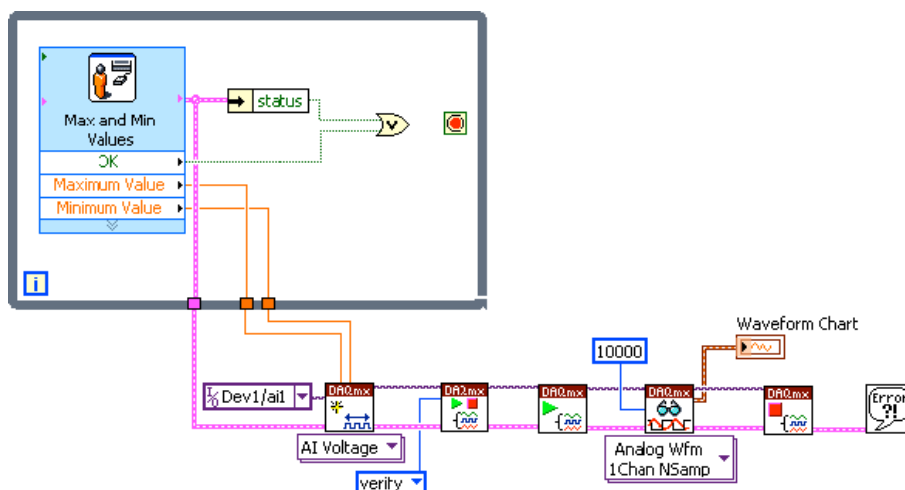 Max and Min
Values
OK
Maximum Value
Minimum Value
status
i
Waveform Chart
10000
I/O Dev1/ai1
DAQmx
DAQmx
DAQmx
DAQmx
DAQmx
Error
?!
AI Voltage
verity
Analog Wfm
1Chan NSamp